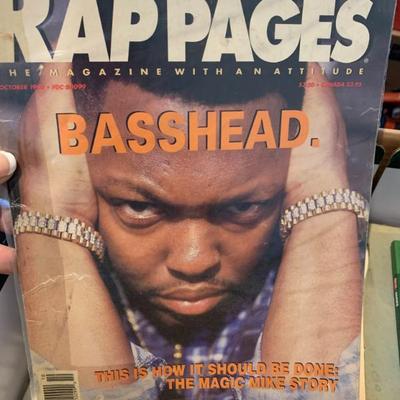 RAP PAGES
THE MAGAZINE WITH AN ATTITUDE
BASSHEAD.
THIS IS HOW IT SHOULD BE DONE:
THE MAGIC MIKE STORY